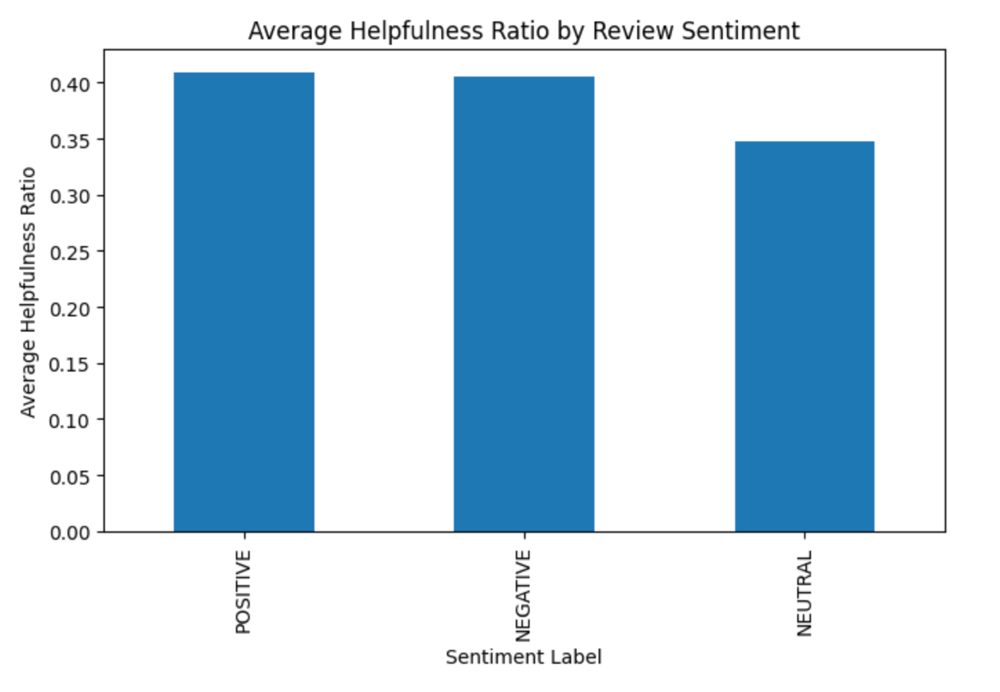 Average Helpfulness Ratio by Review Sentiment
Average Helpfulness Ratio
0.40
0.35
0.30
0.25
0.20
0.15
0.10
0.05
0.00
POSITIVE
NEGATIVE
NEUTRAL
Sentiment Label